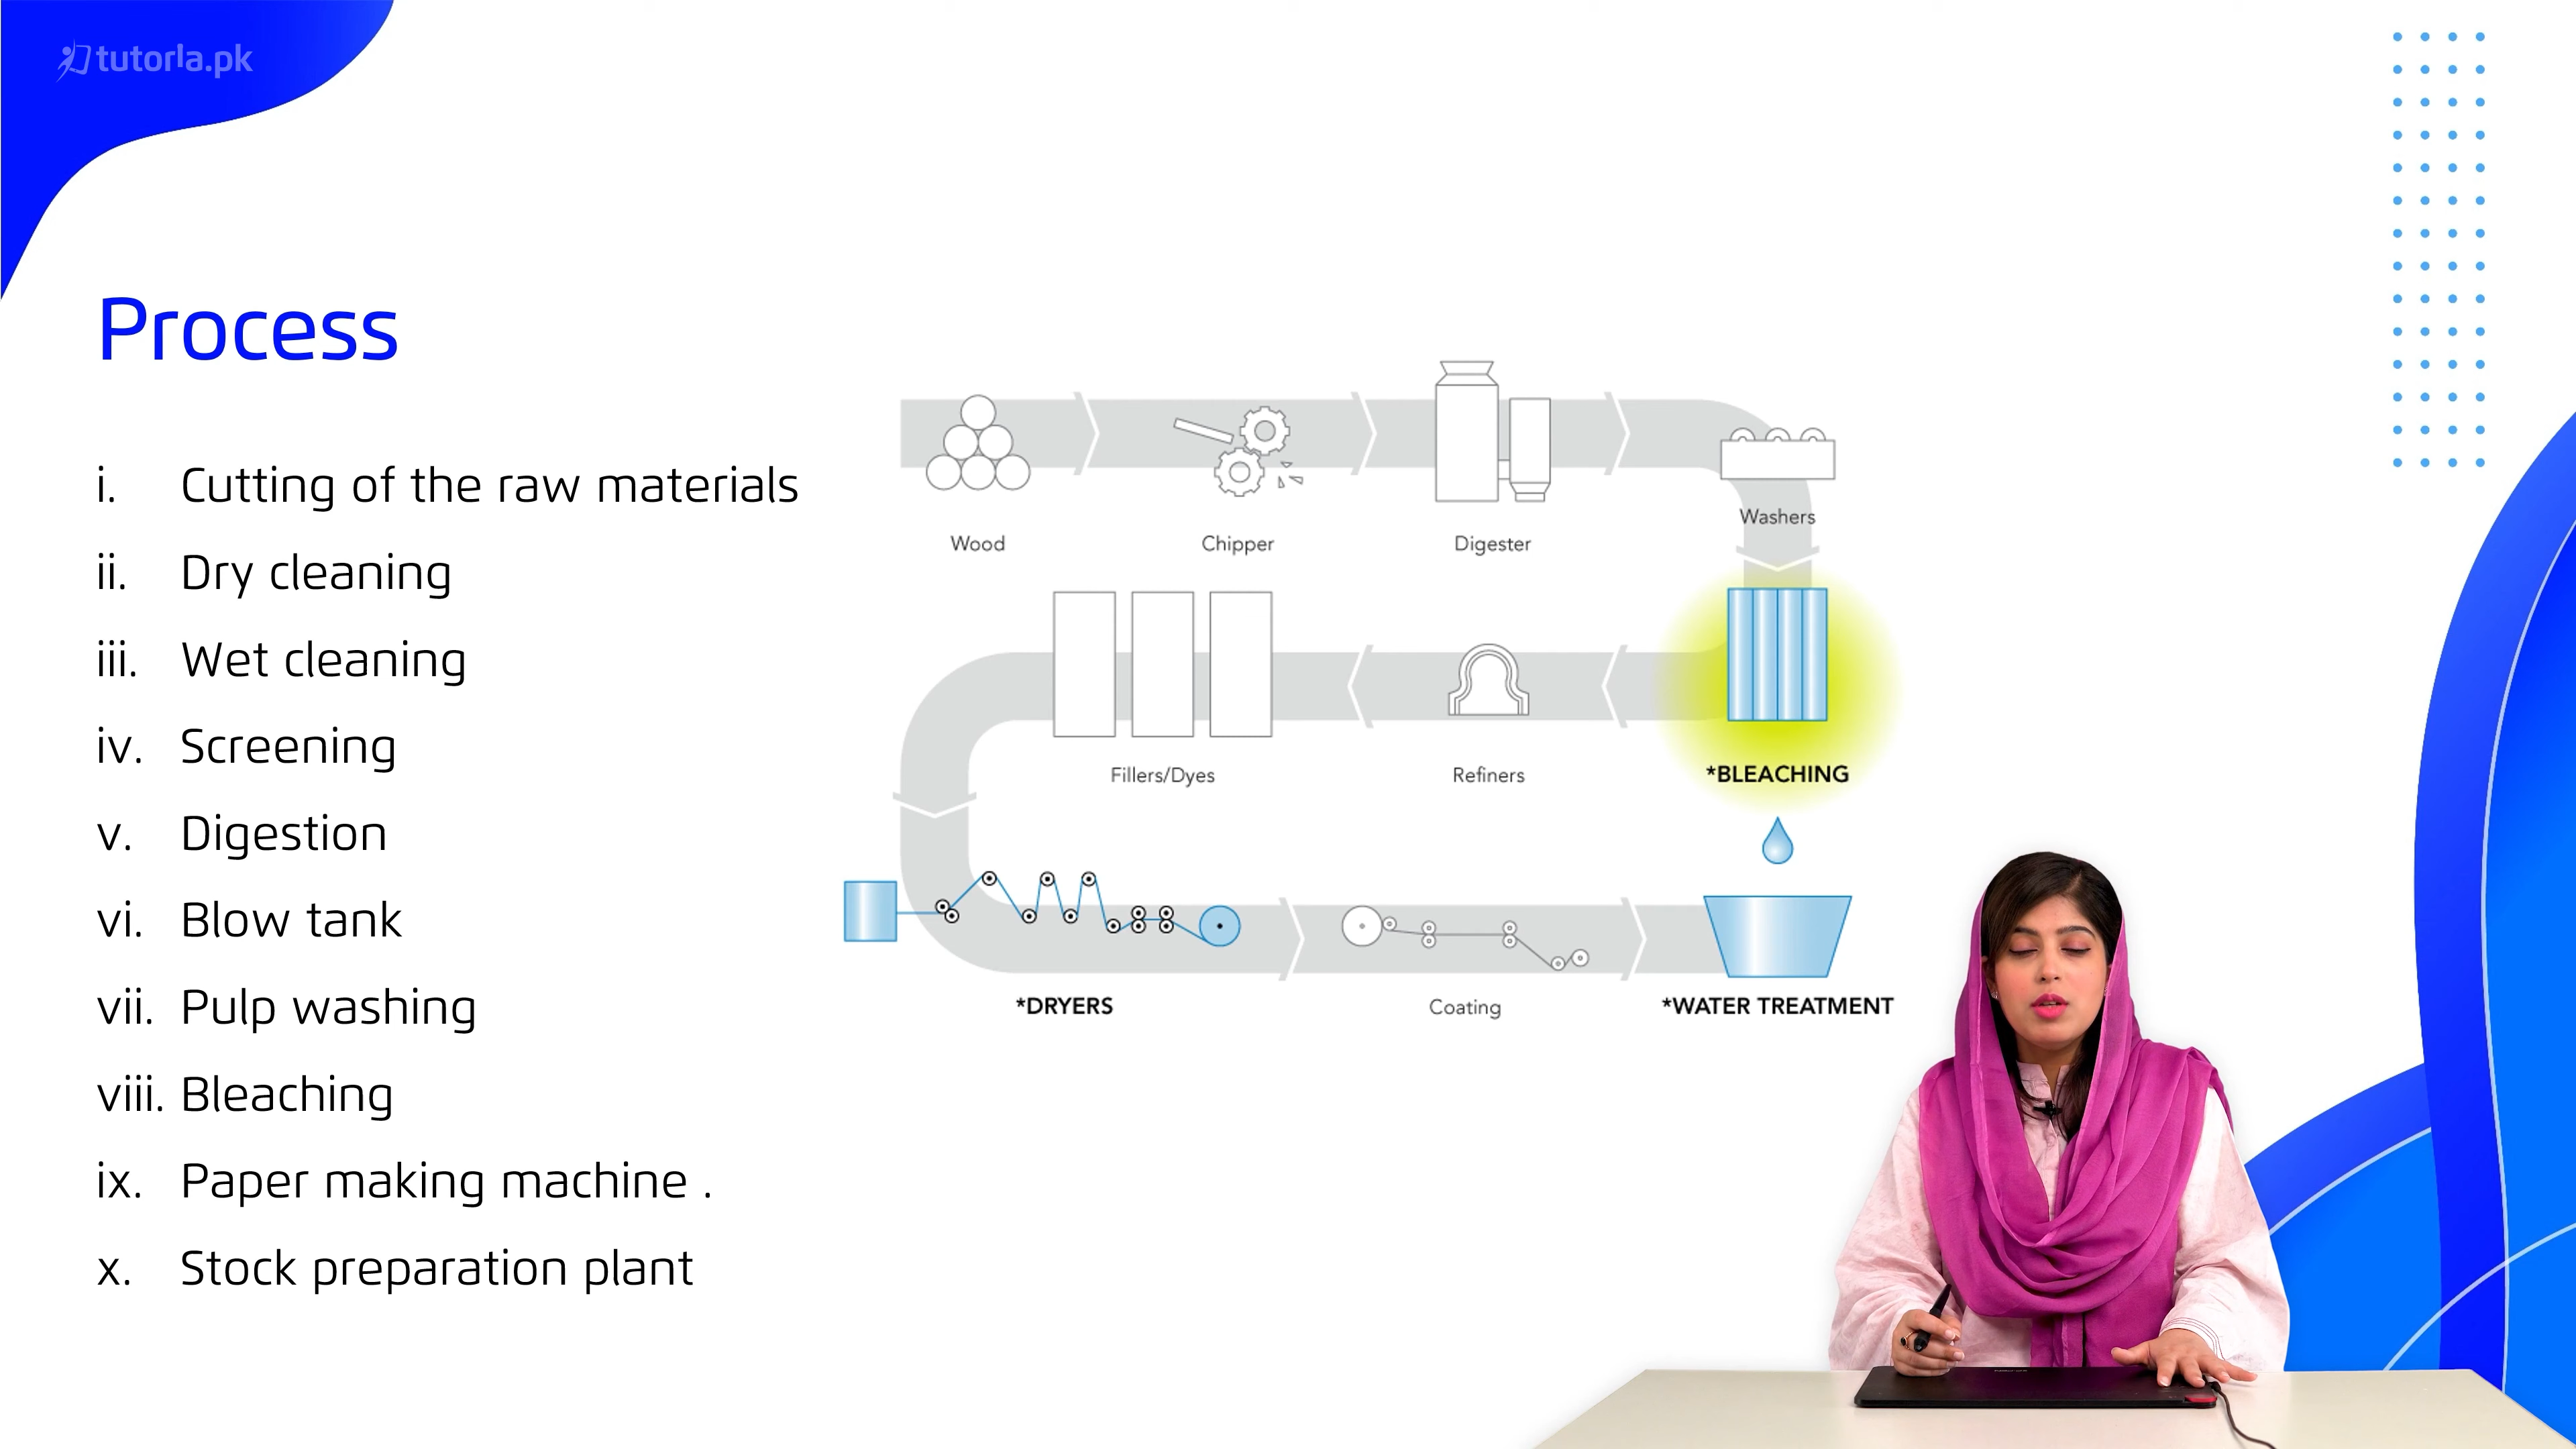 tutorla.pk
Process
i. Cutting of the raw materials
ii. Dry cleaning
iii. Wet cleaning
iv. Screening
v. Digestion
vi. Blow tank
vii. Pulp washing
viii. Bleaching
ix. Paper making machine .
x. Stock preparation plant
Wood
Chipper
Digester
Washers
Fillers/Dyes
Refiners
*BLEACHING
*DRYERS
Coating
*WATER TREATMENT